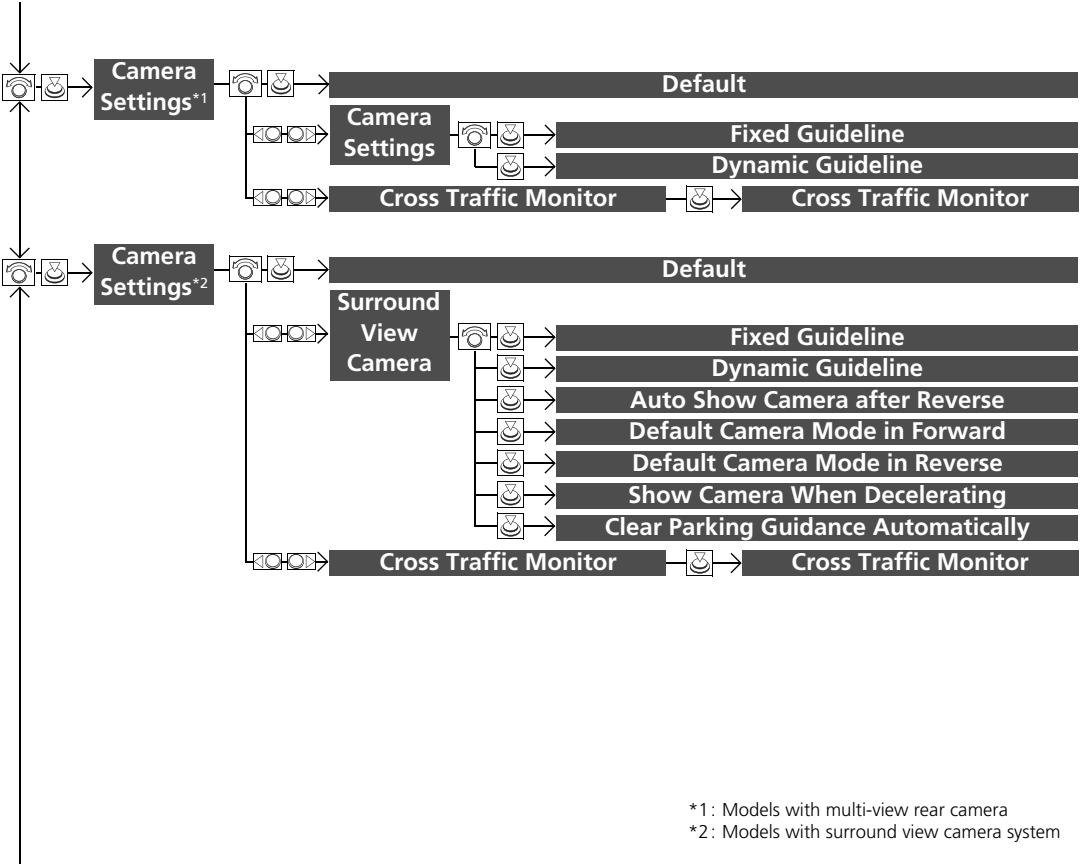 Camera
Settings*1
Default
Camera
Settings
Fixed Guideline
Dynamic Guideline
Cross Traffic Monitor
Cross Traffic Monitor
Camera
Settings*2
Default
Surround
View
Camera
Fixed Guideline
Dynamic Guideline
Auto Show Camera after Reverse
Default Camera Mode in Forward
Default Camera Mode in Reverse
Show Camera When Decelerating
Clear Parking Guidance Automatically
Cross Traffic Monitor
Cross Traffic Monitor
*1: Models with multi-view rear camera
*2: Models with surround view camera system